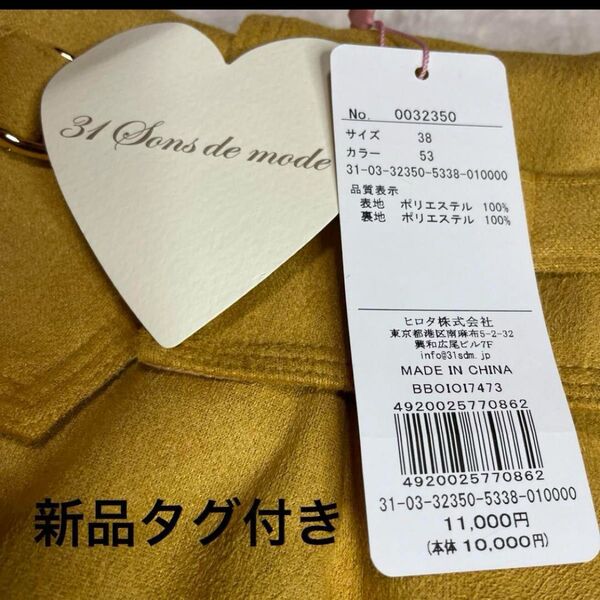 31 Sons de mode
No. 0032350
サイズ 38
カラー 53
31-03-32350-5338-010000
品質表示
表地 ポリエステル 100%
裏地 ポリエステル 100%
ヒロタ株式会社
東京都港区南麻布5-2-32
興和広尾ビル7F
info@31sdm.jp
MADE IN CHINA
BB01017473
4920025770862
4920025770862
31-03-32350-5338-010000
11,000円
(本体 10,000円)
新品タグ付き